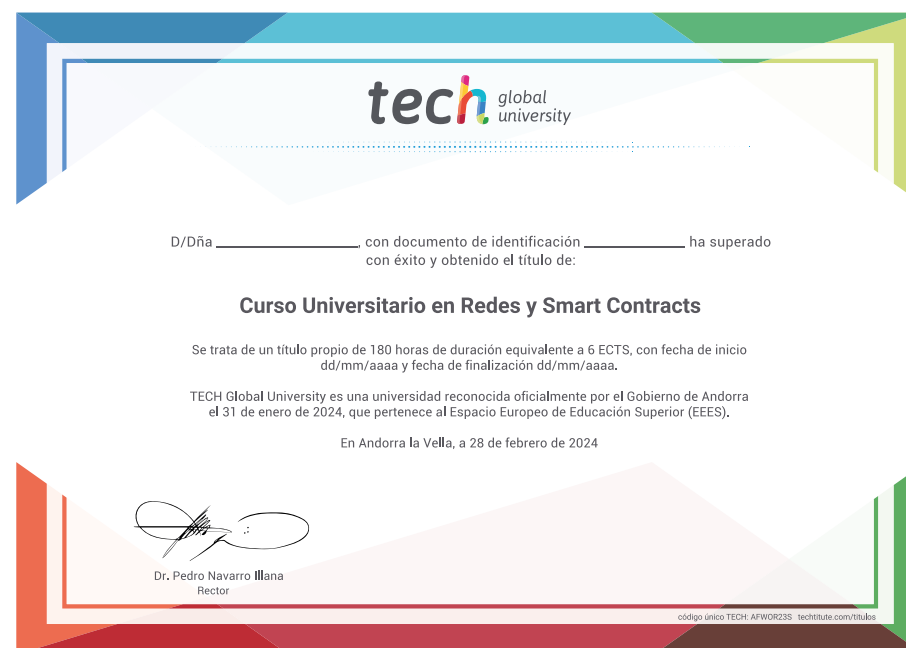 tech global university
D/Dña ______________, con documento de identificación __________ ha superado
con éxito y obtenido el título de:
Curso Universitario en Redes y Smart Contracts
Se trata de un título propio de 180 horas de duración equivalente a 6 ECTS, con fecha de inicio
dd/mm/aaaa y fecha de finalización dd/mm/aaaa.
TECH Global University es una universidad reconocida oficialmente por el Gobierno de Andorra
el 31 de enero de 2024, que pertenece al Espacio Europeo de Educación Superior (EEES).
En Andorra la Vella, a 28 de febrero de 2024
Dr. Pedro Navarro Illana
Rector
código único TECH: AFWOR23S techtitute.com/titulos